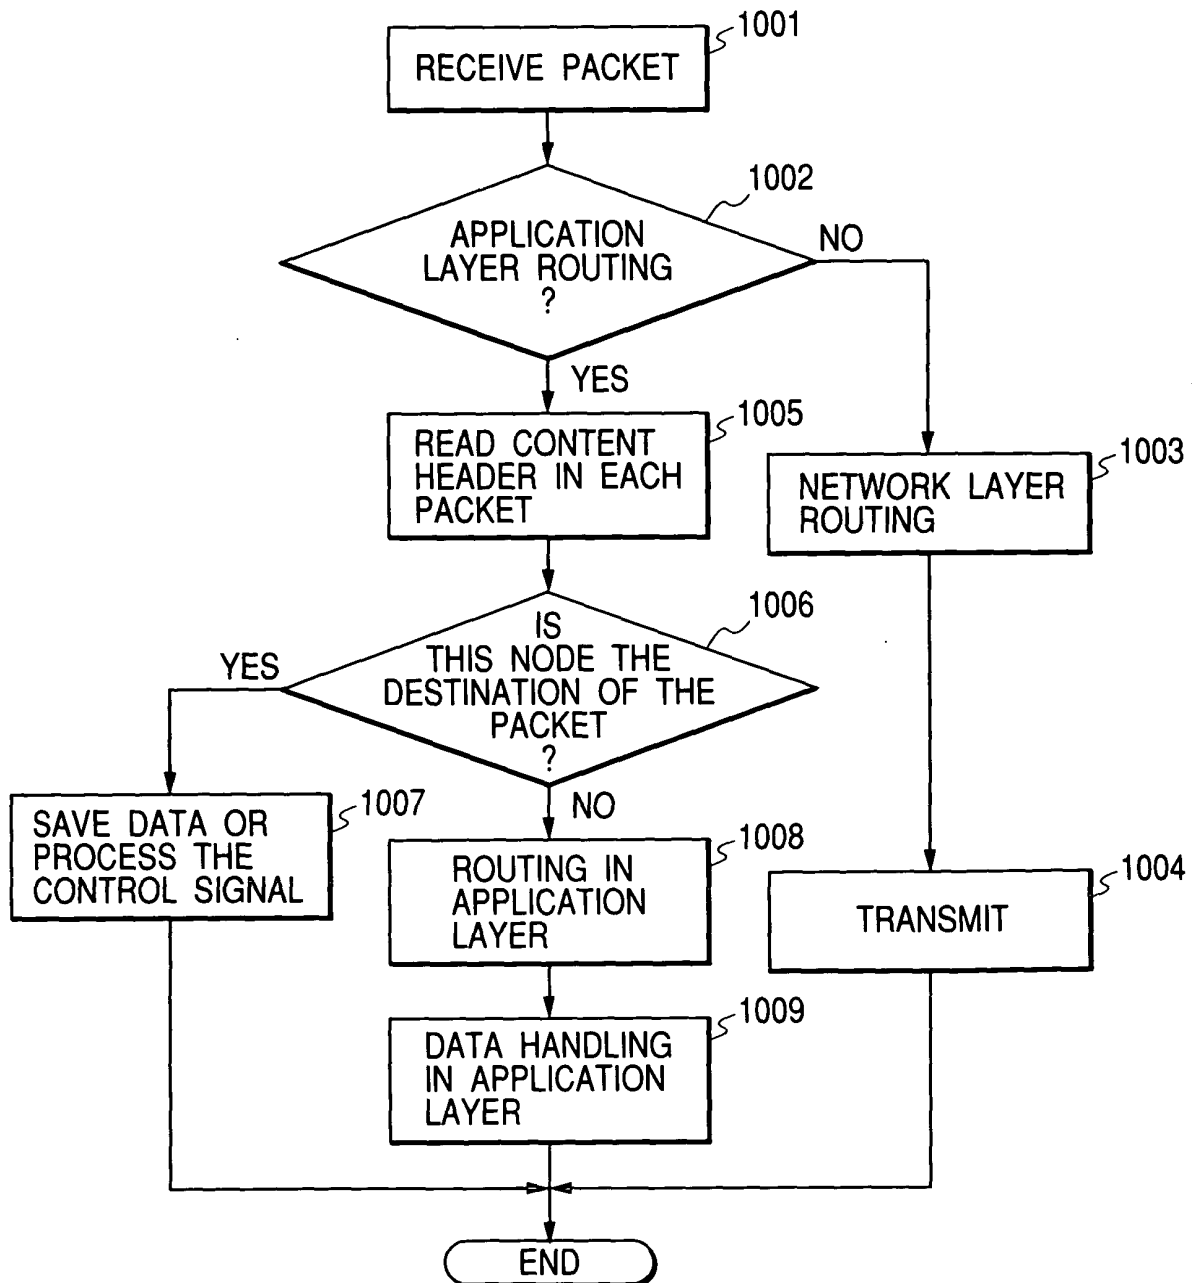 1001
RECEIVE PACKET
1002
APPLICATION
LAYER ROUTING
?
NO
YES
1005
READ CONTENT
HEADER IN EACH
PACKET
1003
NETWORK LAYER
ROUTING
1006
IS
THIS NODE THE
DESTINATION OF THE
PACKET
?
YES
NO
1007
SAVE DATA OR
PROCESS THE
CONTROL SIGNAL
1008
ROUTING IN
APPLICATION
LAYER
1004
TRANSMIT
1009
DATA HANDLING
IN APPLICATION
LAYER
END